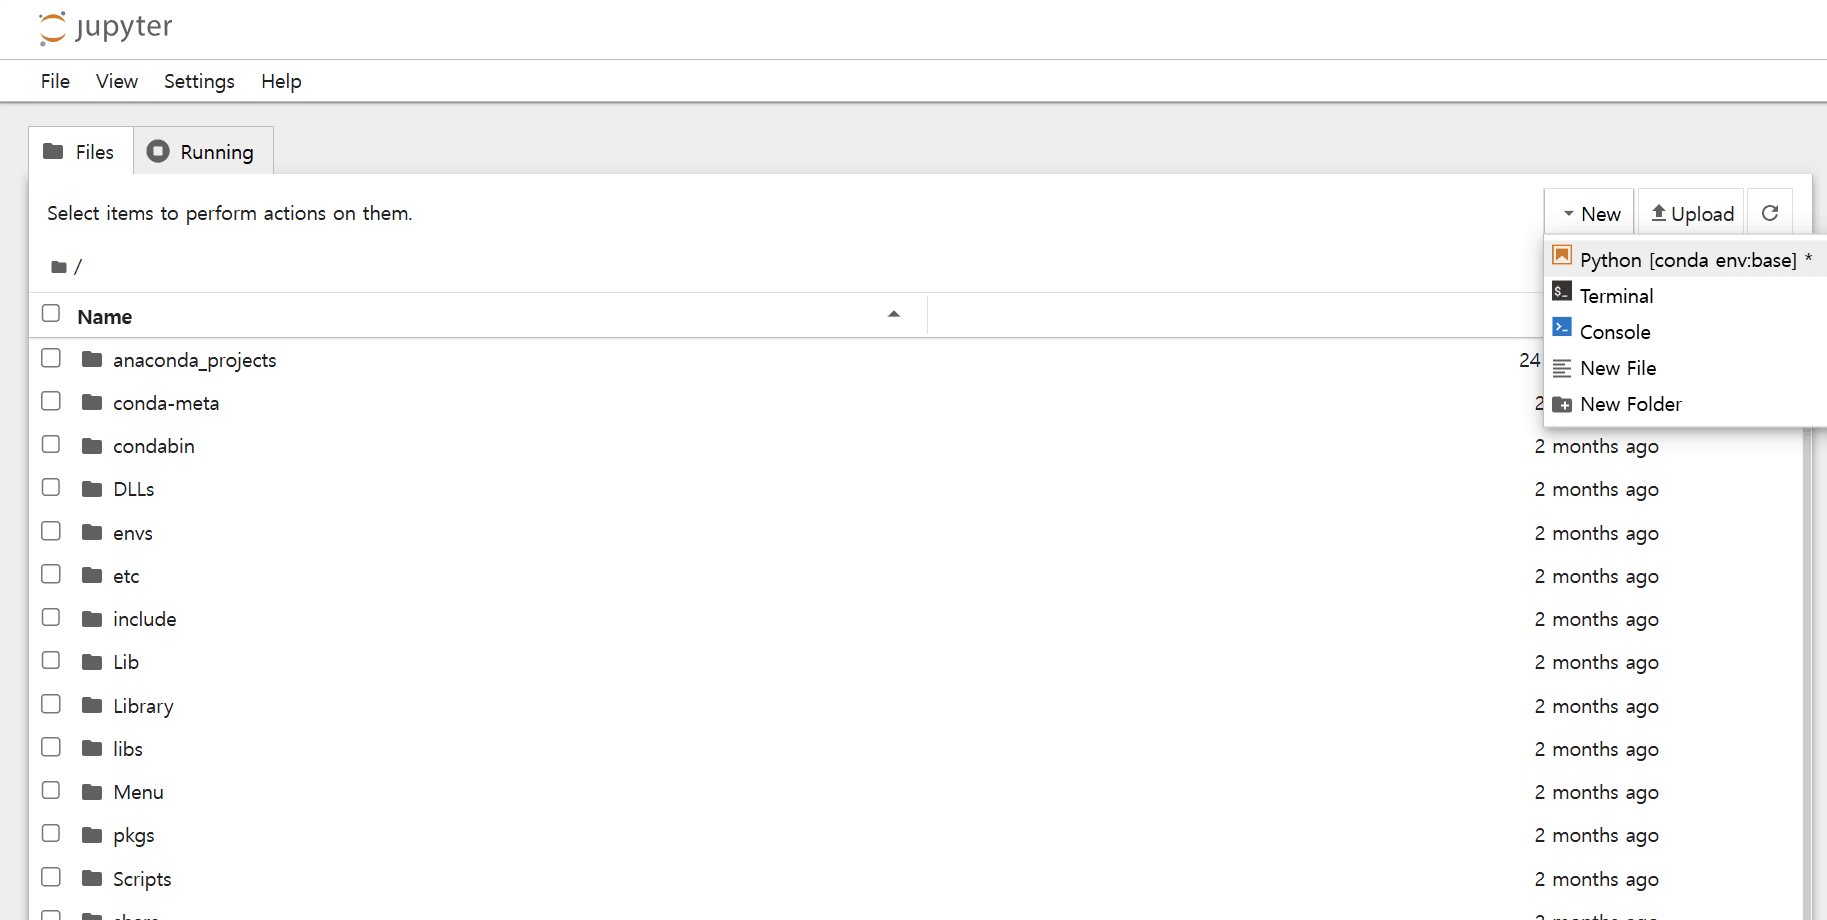 jupyter
File View Settings Help
Files Running
Select items to perform actions on them.
New Upload
/
Python [conda env:base] *
Terminal
Console
New File
New Folder
Name
anaconda_projects 24
conda-meta 2
condabin 2 months ago
DLLs 2 months ago
envs 2 months ago
etc 2 months ago
include 2 months ago
Lib 2 months ago
Library 2 months ago
libs 2 months ago
Menu 2 months ago
pkgs 2 months ago
Scripts 2 months ago